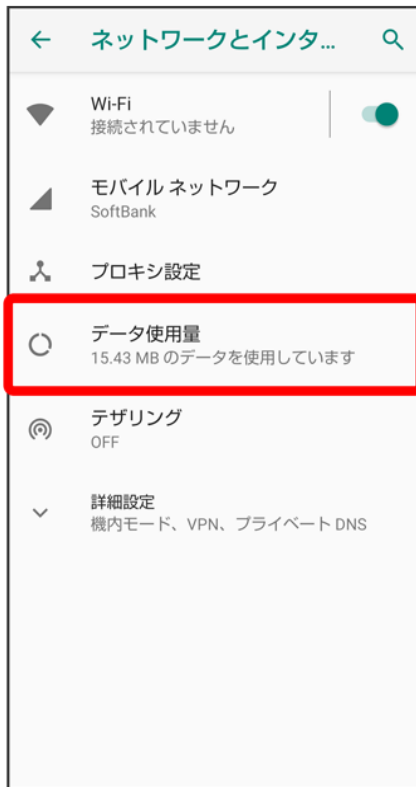 ネットワークとインタ...
Wi-Fi
接続されていません
モバイル ネットワーク
SoftBank
プロキシ設定
データ使用量
15.43 MB のデータを使用しています
テザリング
OFF
詳細設定
機内モード、VPN、プライベート DNS